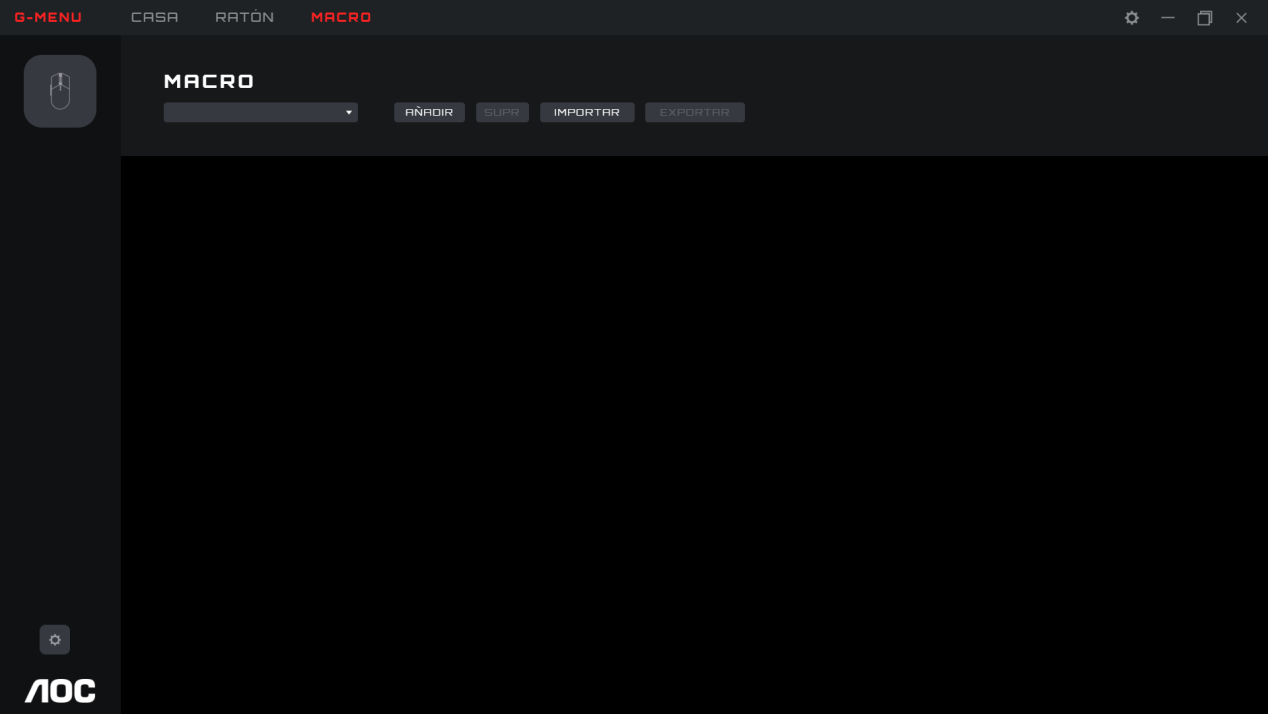 G-MENU CASA RATÓN MACRO
MACRO
AÑADIR SUPR IMPORTAR EXPORTAR
AOC